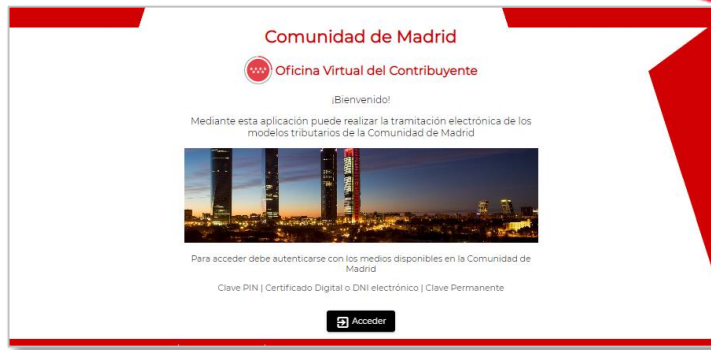 Comunidad de Madrid
Oficina Virtual del Contribuyente
¡Bienvenido!
Mediante esta aplicación puede realizar la tramitación electrónica de los
modelos tributarios de la Comunidad de Madrid
Para acceder debe autenticarse con los medios disponibles en la Comunidad de
Madrid
Clave PIN | Certificado Digital o DNI electrónico | Clave Permanente
Acceder